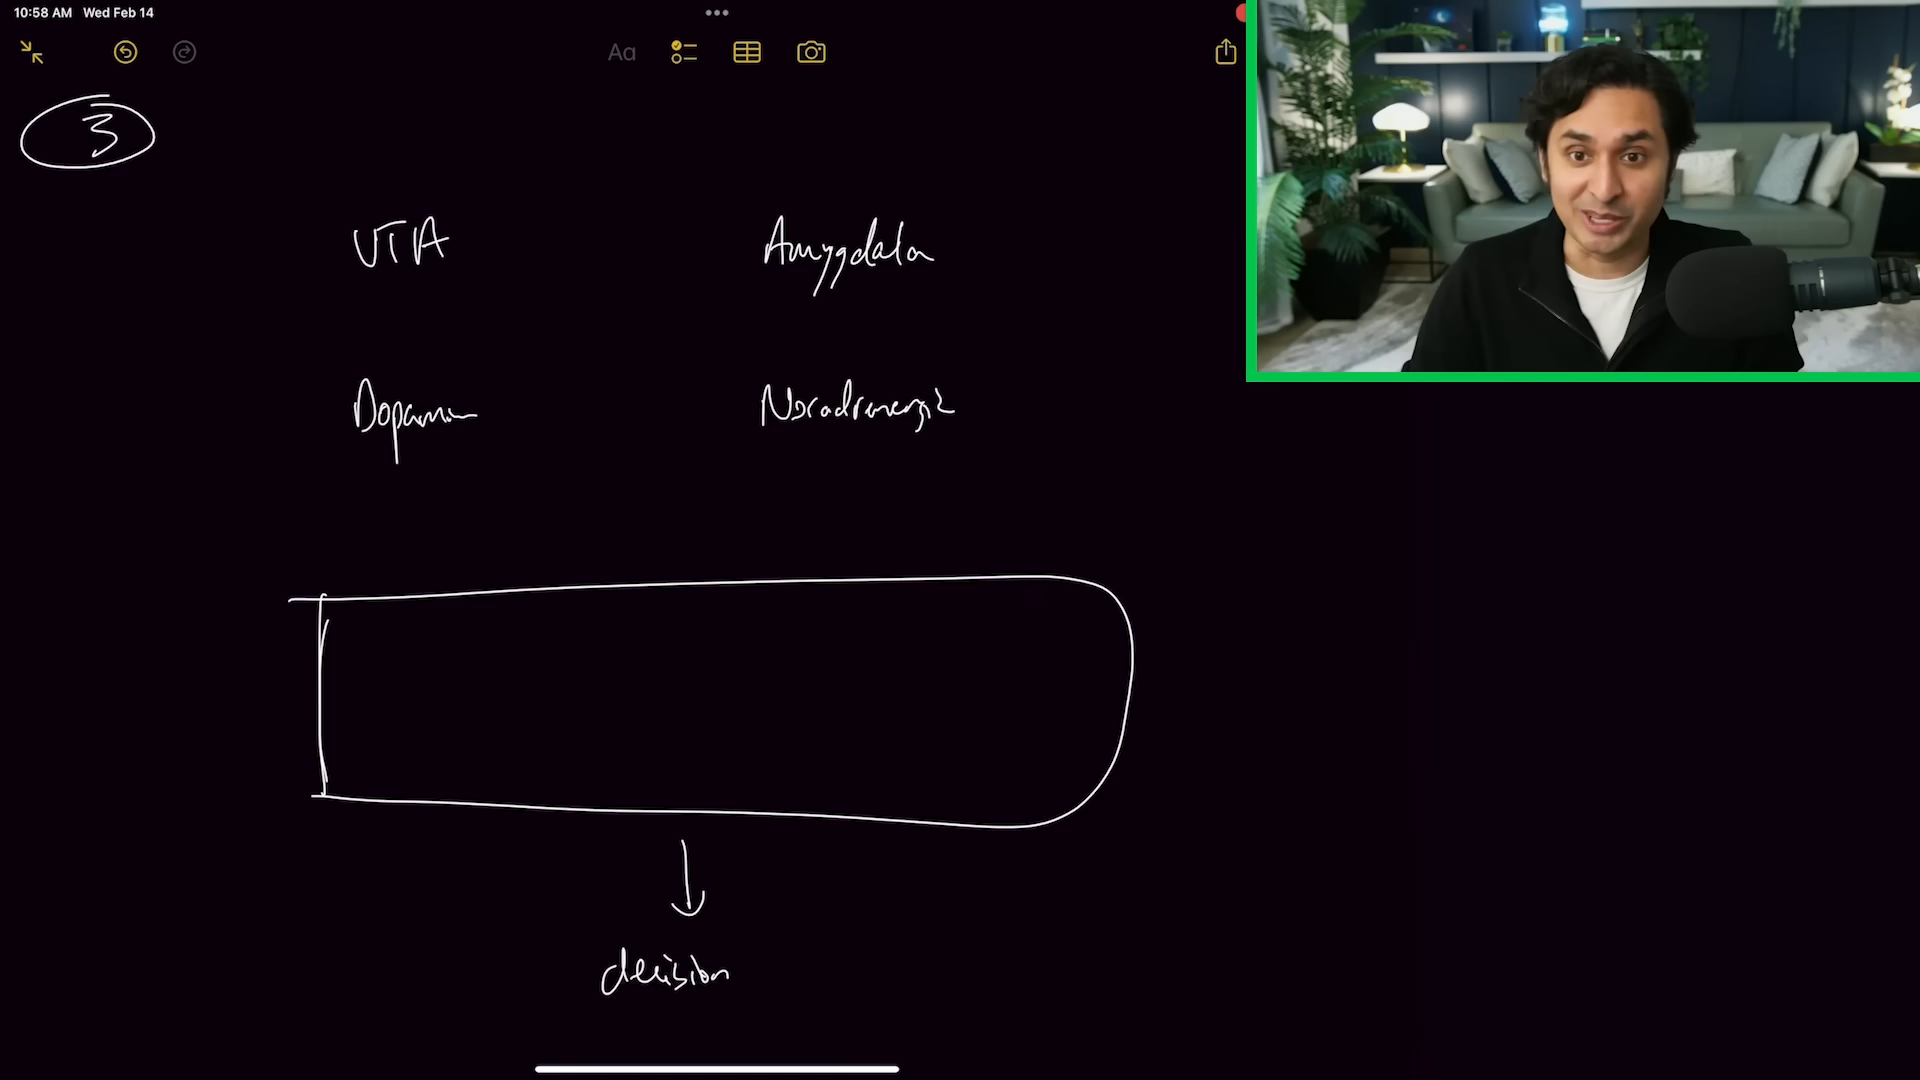 10:58 AM Wed Feb 14
Aa
3
VTA Amygdala
Dopamine Noradrenergic
decision